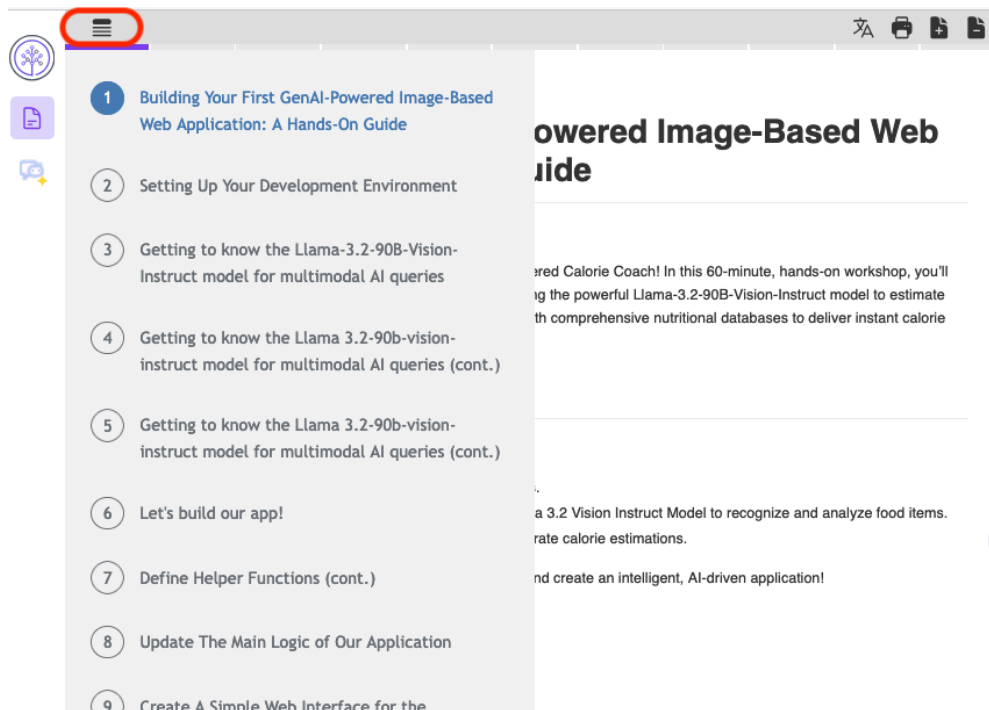 1
Building Your First GenAI-Powered Image-Based
Web Application: A Hands-On Guide
2
Setting Up Your Development Environment
3
Getting to know the Llama-3.2-90B-Vision-
Instruct model for multimodal AI queries
4
Getting to know the Llama 3.2-90b-vision-
instruct model for multimodal AI queries (cont.)
5
Getting to know the Llama 3.2-90b-vision-
instruct model for multimodal AI queries (cont.)
6
Let's build our app!
7
Define Helper Functions (cont.)
8
Update The Main Logic of Our Application
9
Create A Simple Web Interface for the
owered Image-Based Web
uide
ered Calorie Coach! In this 60-minute, hands-on workshop, you'll
ng the powerful Llama-3.2-90B-Vision-Instruct model to estimate
th comprehensive nutritional databases to deliver instant calorie
s.
a 3.2 Vision Instruct Model to recognize and analyze food items.
rate calorie estimations.
nd create an intelligent, AI-driven application!